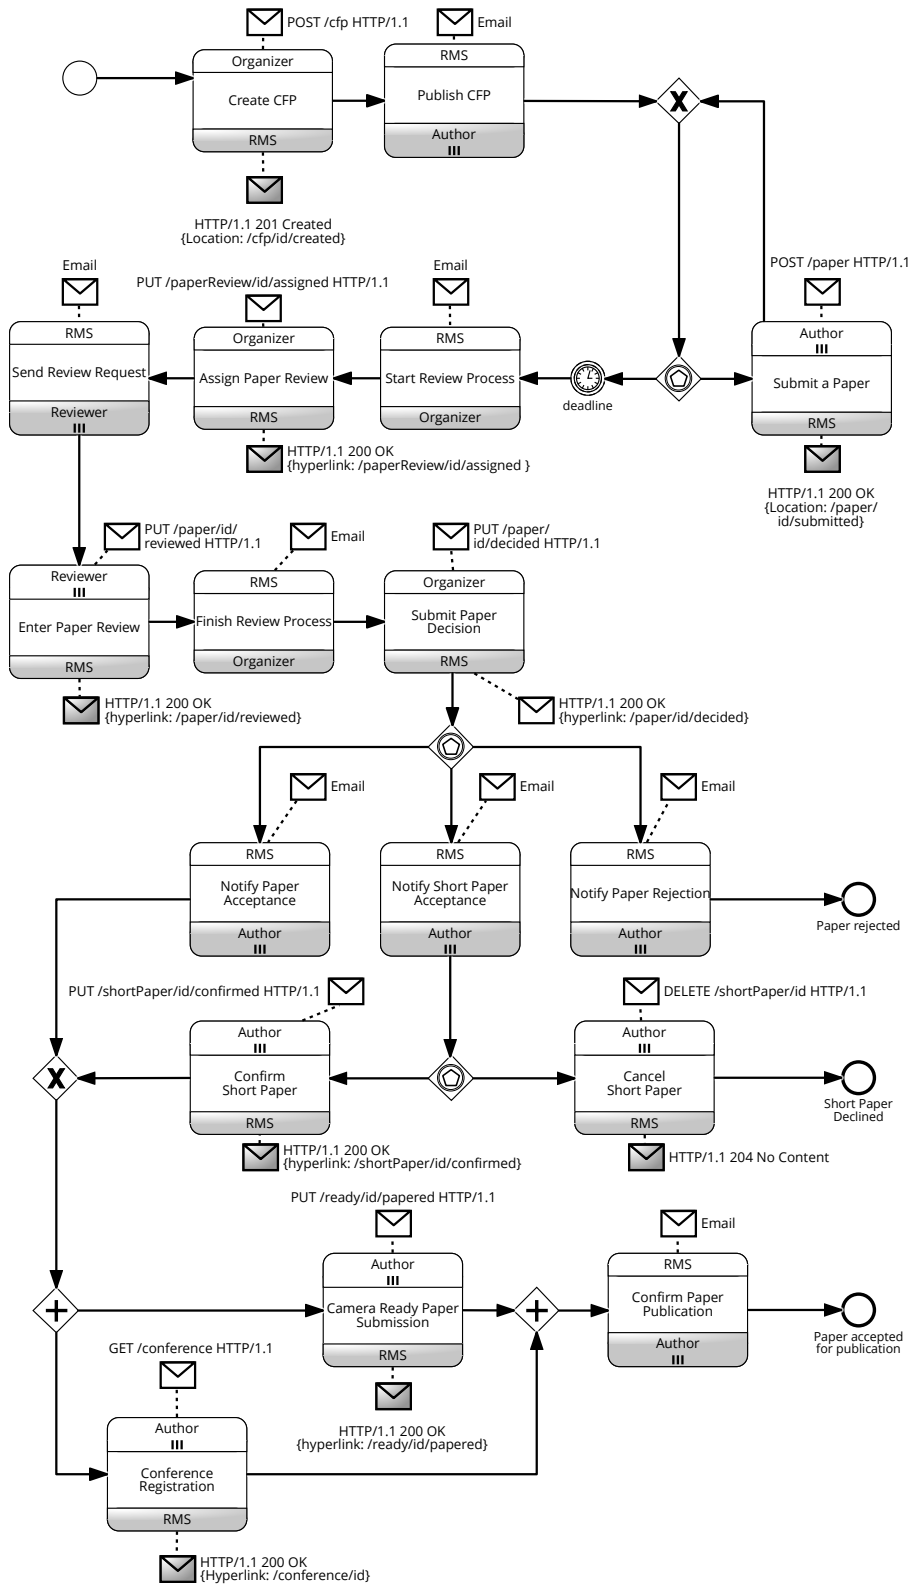 POST /cfp HTTP/1.1
Organizer
Create CFP
RMS
HTTP/1.1 201 Created
{Location: /cfp/id/created}
Email
RMS
Publish CFP
Author
X
POST /paper HTTP/1.1
Author
Submit a Paper
RMS
HTTP/1.1 200 OK
{Location: /paper/
id/submitted}
deadline
Email
RMS
Start Review Process
Organizer
PUT /paperReview/id/assigned HTTP/1.1
Organizer
Assign Paper Review
RMS
HTTP/1.1 200 OK
{hyperlink: /paperReview/id/assigned }
Email
RMS
Send Review Request
Reviewer
PUT /paper/id/
reviewed HTTP/1.1
Reviewer
Enter Paper Review
RMS
HTTP/1.1 200 OK
{hyperlink: /paper/id/reviewed}
Email
RMS
Finish Review Process
Organizer
PUT /paper/
id/decided HTTP/1.1
Organizer
Submit Paper
Decision
RMS
HTTP/1.1 200 OK
{hyperlink: /paper/id/decided}
Email
RMS
Notify Paper
Acceptance
Author
Email
RMS
Notify Short Paper
Acceptance
Author
Email
RMS
Notify Paper Rejection
Author
Paper rejected
PUT /shortPaper/id/confirmed HTTP/1.1
Author
Confirm
Short Paper
RMS
HTTP/1.1 200 OK
{hyperlink: /shortPaper/id/confirmed}
X
DELETE /shortPaper/id HTTP/1.1
Author
Cancel
Short Paper
RMS
HTTP/1.1 204 No Content
Short Paper
Declined
PUT /ready/id/papered HTTP/1.1
Author
Camera Ready Paper
Submission
RMS
HTTP/1.1 200 OK
{hyperlink: /ready/id/papered}
Email
RMS
Confirm Paper
Publication
Author
Paper accepted
for publication
GET /conference HTTP/1.1
Author
Conference
Registration
RMS
HTTP/1.1 200 OK
{Hyperlink: /conference/id}